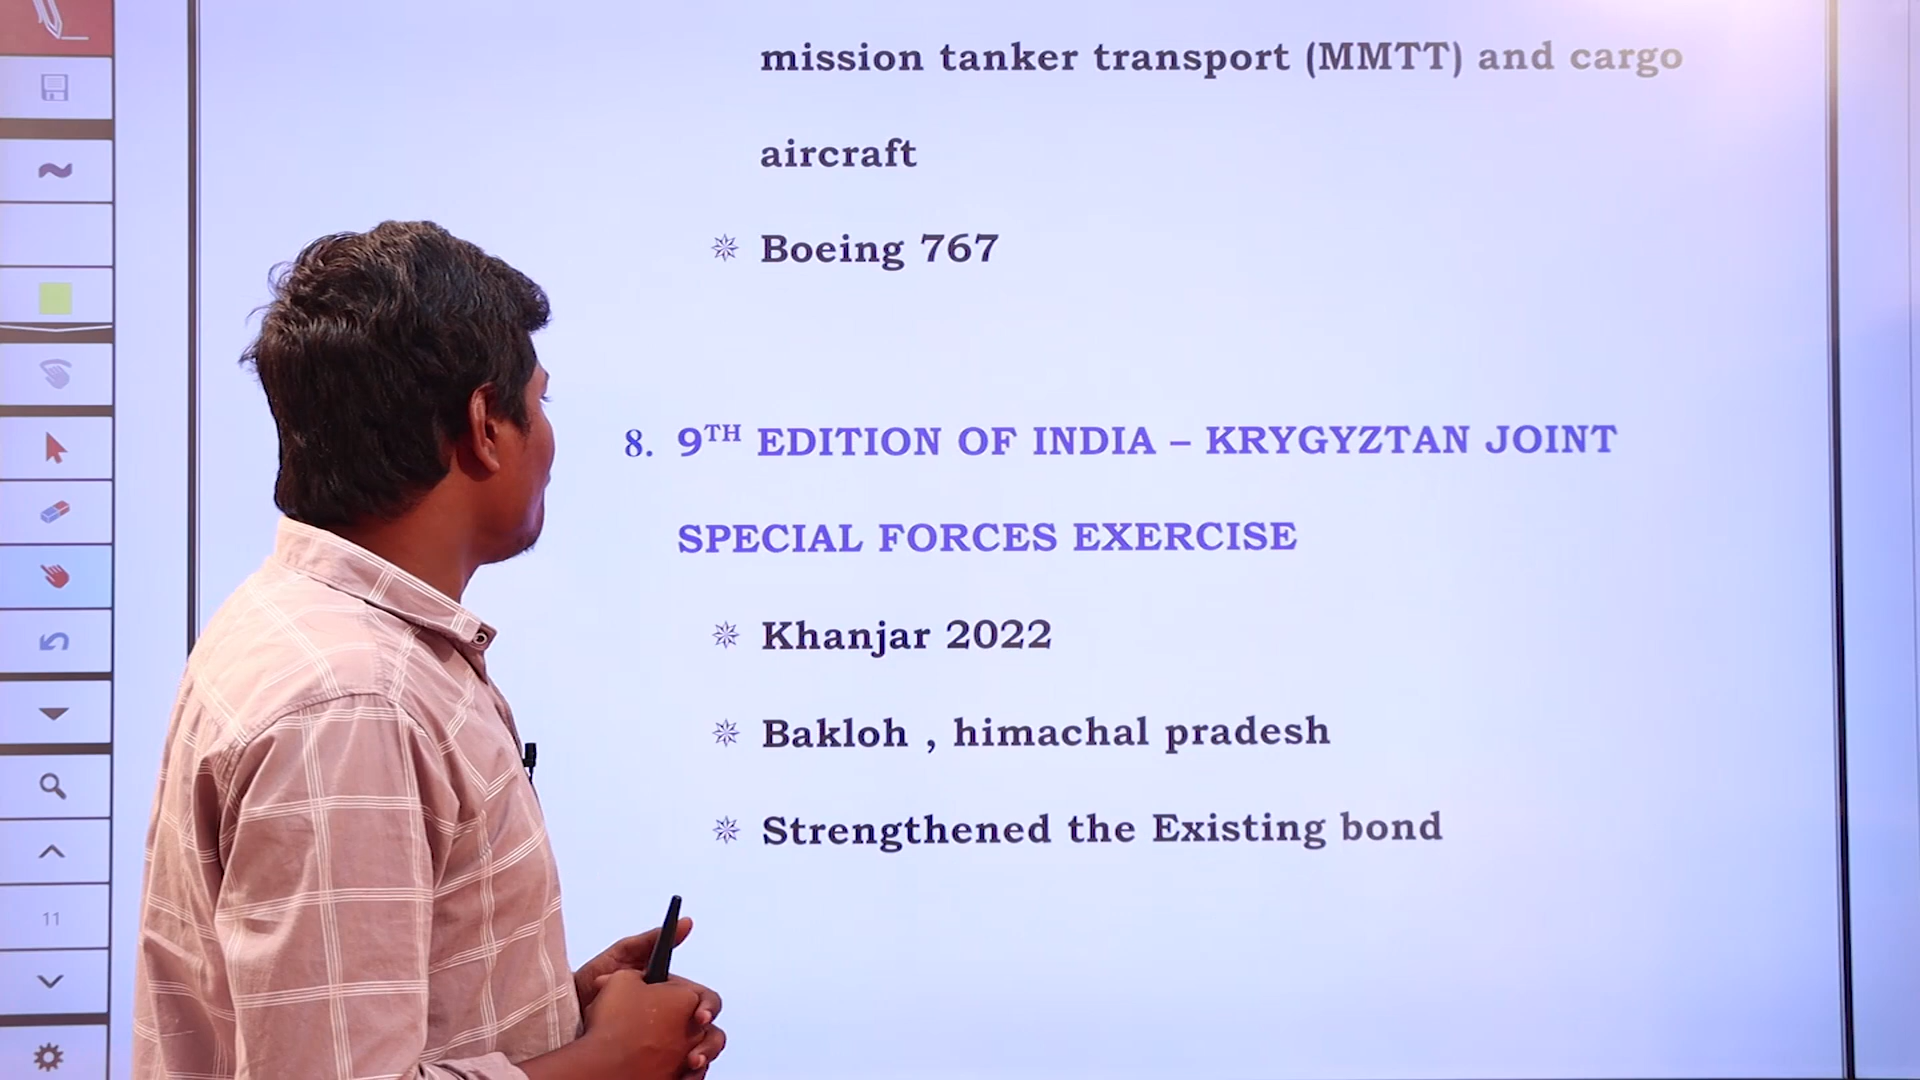 mission tanker transport (MMTT) and cargo
aircraft
Boeing 767
8. 9TH EDITION OF INDIA – KRYGYZTAN JOINT
SPECIAL FORCES EXERCISE
Khanjar 2022
Bakloh , himachal pradesh
Strengthened the Existing bond
11